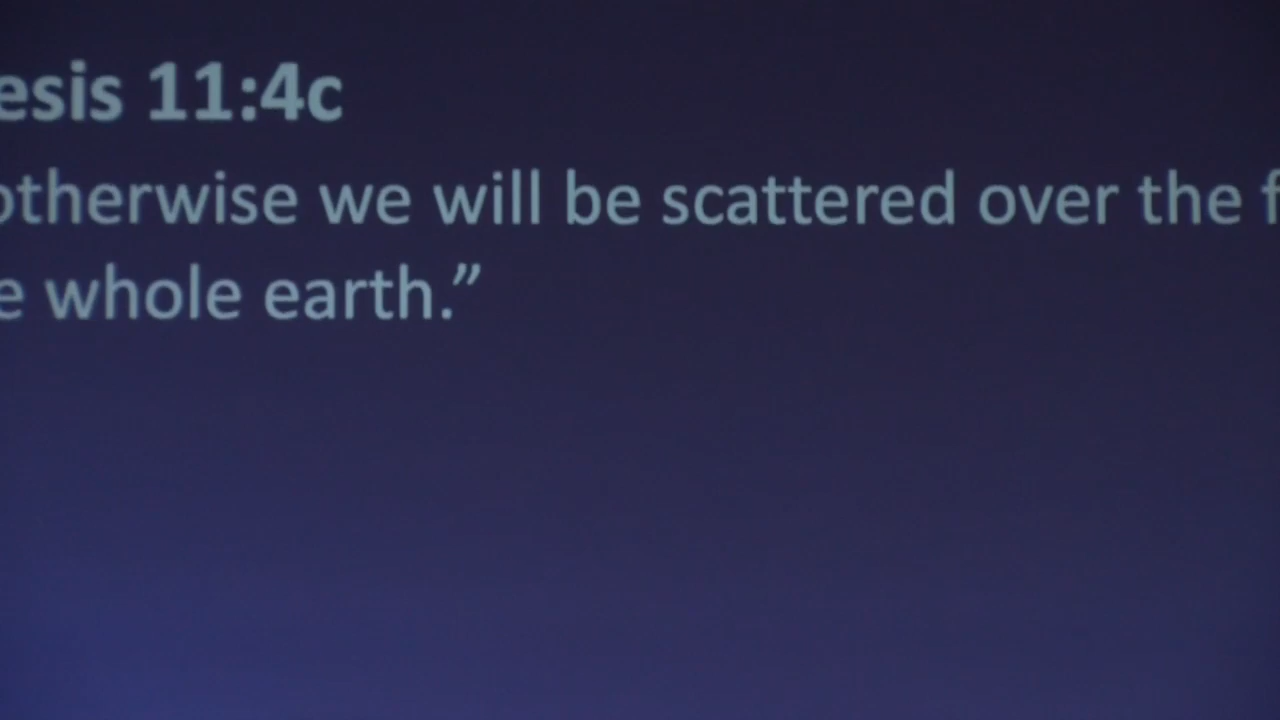 esis 11:4c
otherwise we will be scattered over the f
e whole earth.”